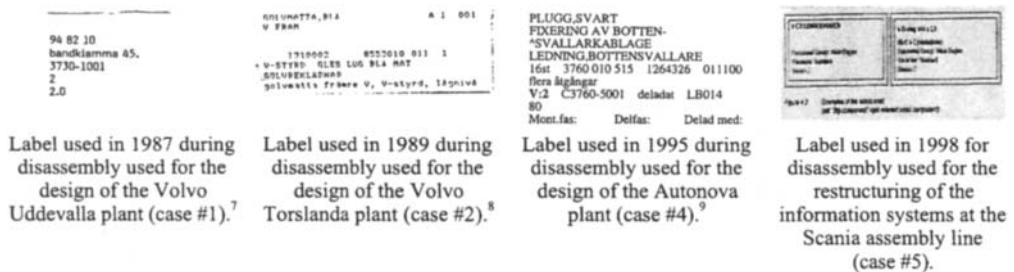 94 82 10
bandklamma 45.
3730-1001
2
2.0
Label used in 1987 during
disassembly used for the
design of the Volvo
Uddevalla plant (case #1).7
GOLVMATTA,BLA A 1 001
V FRAM
1310002 8553010 011 1
V-STYRD GLES LUG BLA MAT
GOLVBEKLADNAD
golvmatta främre V, V-styrd, lågnivå
Label used in 1989 during
disassembly used for the
design of the Volvo
Torslanda plant (case #2).8
PLUGG,SVART
FIXERING AV BOTTEN-
^SVALLARKABLAGE
LEDNING,BOTTENSVALLARE
16st 3760 010 515 1264326 011100
flera åtgångar
V:2 C3760-5001 deladat LB014
80
Mont.fas: Delfas: Delad med:
Label used in 1995 during
disassembly used for the
design of the Autonova
plant (case #4).9
Label used in 1998 for
disassembly used for the
restructuring of the
information systems at the
Scania assembly line
(case #5).